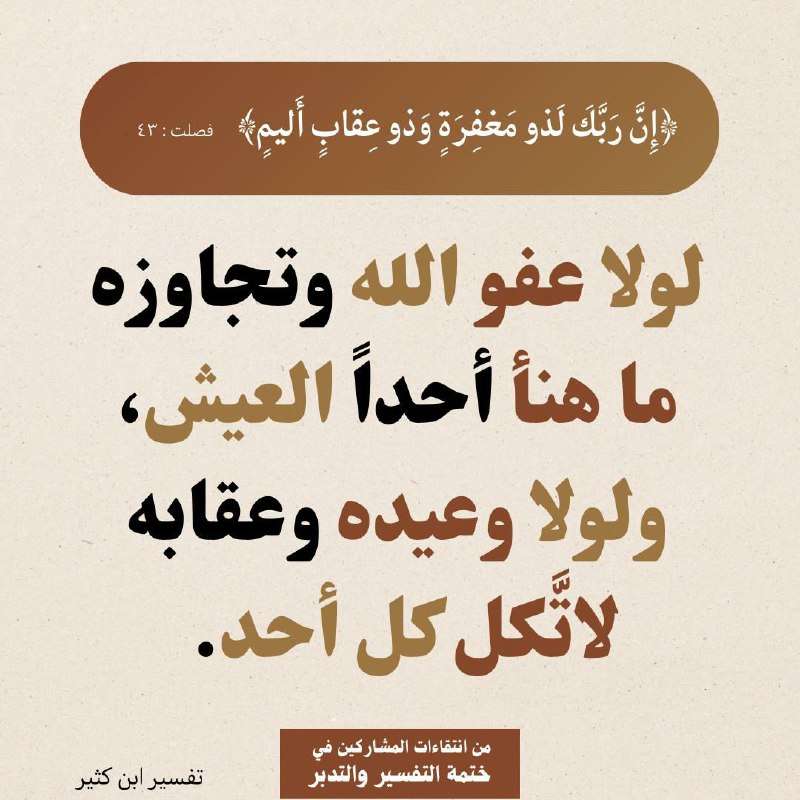 ﴿إِنَّ رَبَّكَ لَذو مَغفِرَةٍ وَذو عِقابٍ أَليمٍ﴾ فصلت : ٤٣
لولا عفو الله وتجاوزه
ما هنأ أحداً العيش،
ولولا وعيده وعقابه
لاتَّكل كل أحد.
من انتقاءات المشاركين في
ختمة التفسير والتدبر
تفسير ابن كثير